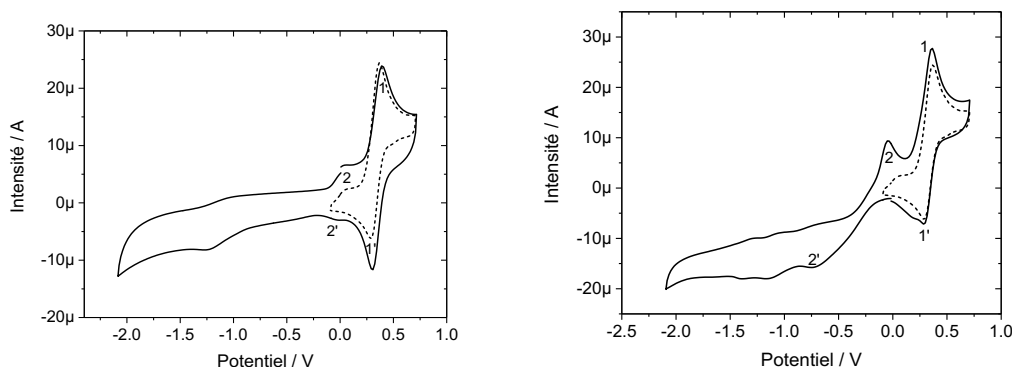 30µ
20µ
10µ
0µ
-10µ
-20µ
Intensité / A
-2.0 -1.5 -1.0 -0.5 0.0 0.5 1.0
Potentiel / V
1
2
2'
1'
30µ
20µ
10µ
0µ
-10µ
-20µ
Intensité / A
-2.5 -2.0 -1.5 -1.0 -0.5 0.0 0.5 1.0
Potentiel / V
1
2
2'
1'